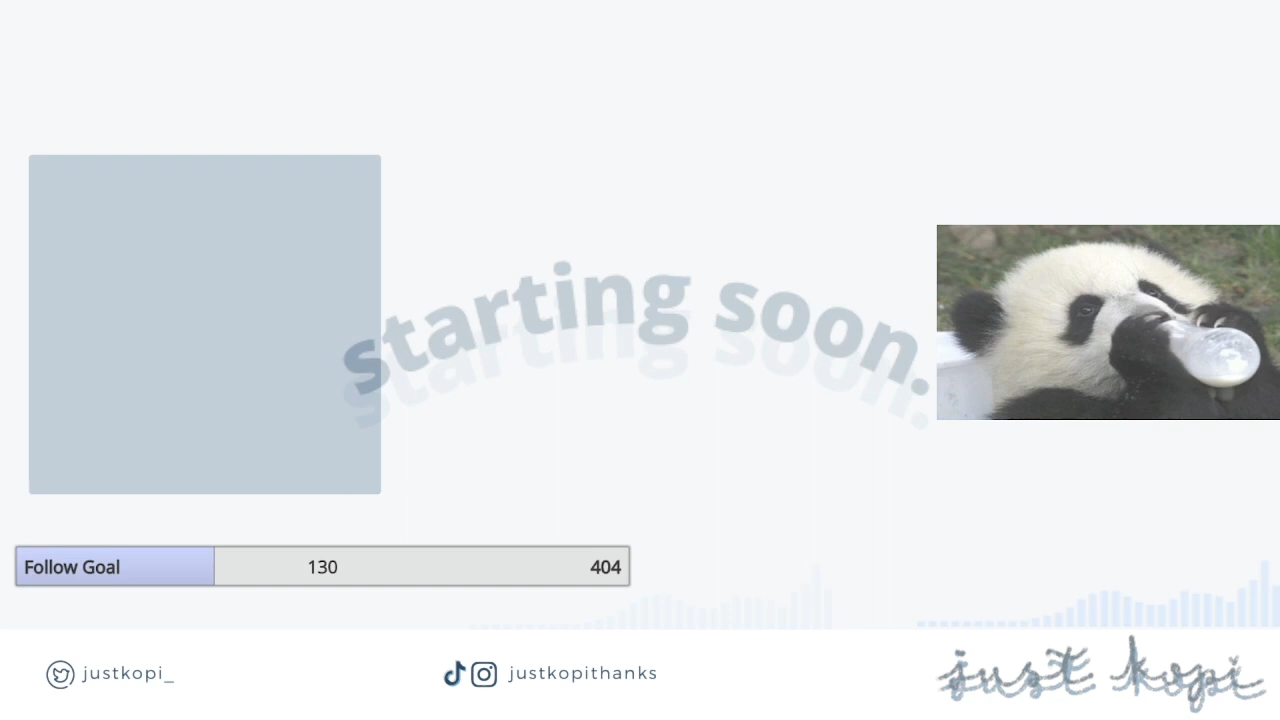 starting soon.
Follow Goal 130 404
justkopi_
justkopithanks
just kopi